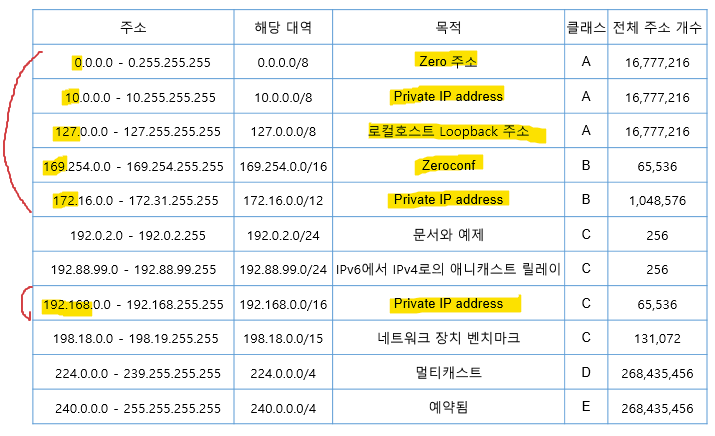 주소 해당 대역 목적 클래스 전체 주소 개수
0.0.0.0 - 0.255.255.255 0.0.0.0/8 Zero 주소 A 16,777,216
10.0.0.0 - 10.255.255.255 10.0.0.0/8 Private IP address A 16,777,216
127.0.0.0 - 127.255.255.255 127.0.0.0/8 로컬호스트 Loopback 주소 A 16,777,216
169.254.0.0 - 169.254.255.255 169.254.0.0/16 Zeroconf B 65,536
172.16.0.0 - 172.31.255.255 172.16.0.0/12 Private IP address B 1,048,576
192.0.2.0 - 192.0.2.255 192.0.2.0/24 문서와 예제 C 256
192.88.99.0 - 192.88.99.255 192.88.99.0/24 IPv6에서 IPv4로의 애니캐스트 릴레이 C 256
192.168.0.0 - 192.168.255.255 192.168.0.0/16 Private IP address C 65,536
198.18.0.0 - 198.19.255.255 198.18.0.0/15 네트워크 장치 벤치마크 C 131,072
224.0.0.0 - 239.255.255.255 224.0.0.0/4 멀티캐스트 D 268,435,456
240.0.0.0 - 255.255.255.255 240.0.0.0/4 예약됨 E 268,435,456